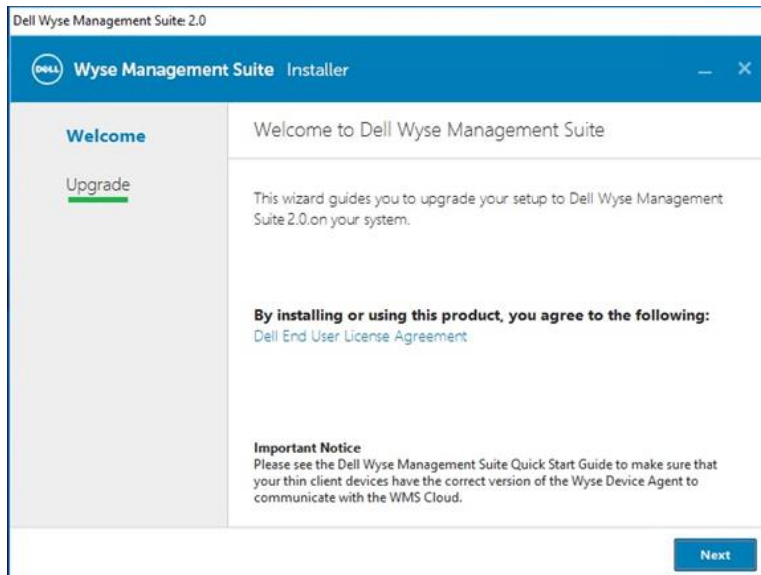 Dell Wyse Management Suite 2.0
DELL Wyse Management Suite Installer
Welcome
Upgrade
Welcome to Dell Wyse Management Suite
This wizard guides you to upgrade your setup to Dell Wyse Management
Suite 2.0.on your system.
By installing or using this product, you agree to the following:
Dell End User License Agreement
Important Notice
Please see the Dell Wyse Management Suite Quick Start Guide to make sure that
your thin client devices have the correct version of the Wyse Device Agent to
communicate with the WMS Cloud.
Next